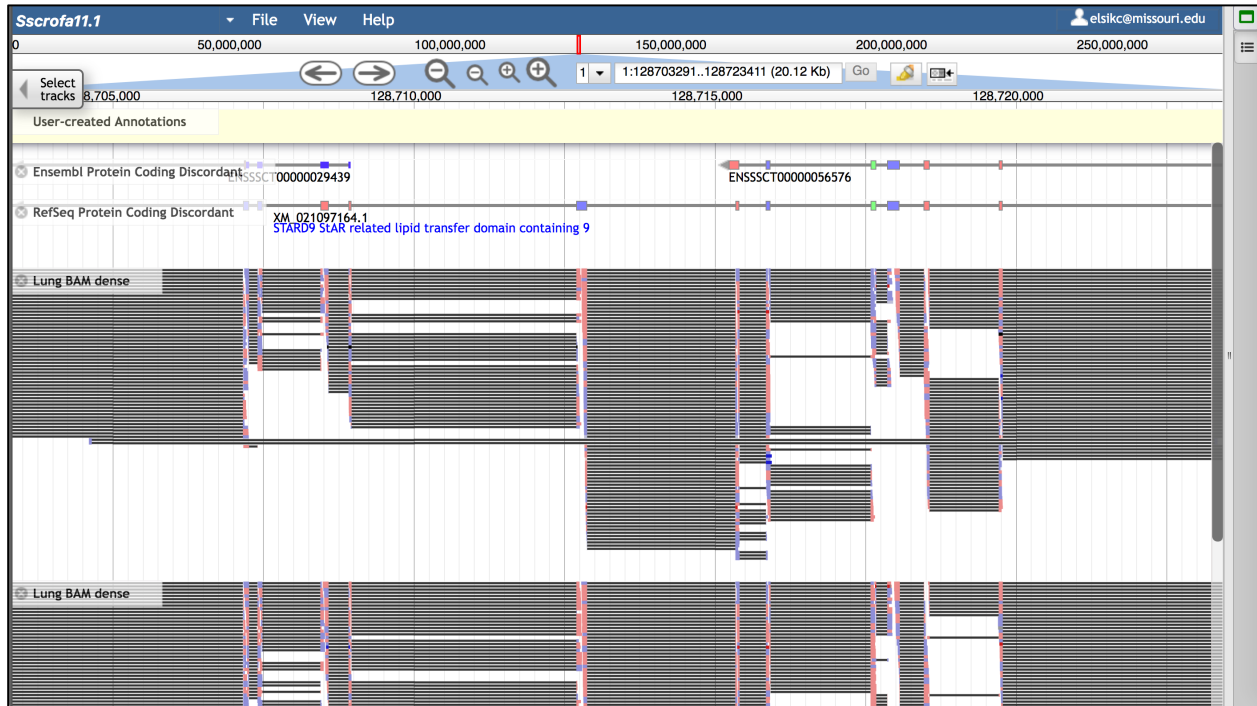 Sscrofa11.1 File View Help elsikc@missouri.edu
0 50,000,000 100,000,000 150,000,000 200,000,000 250,000,000
1 1:128703291..128723411 (20.12 Kb) Go
Select
tracks
8,705,000 128,710,000 128,715,000 128,720,000
User-created Annotations
Ensembl Protein Coding Discordant
ENSSSCT00000029439 ENSSSCT00000056576
RefSeq Protein Coding Discordant
XM_021097164.1
STARD9 StAR related lipid transfer domain containing 9
Lung BAM dense
Lung BAM dense